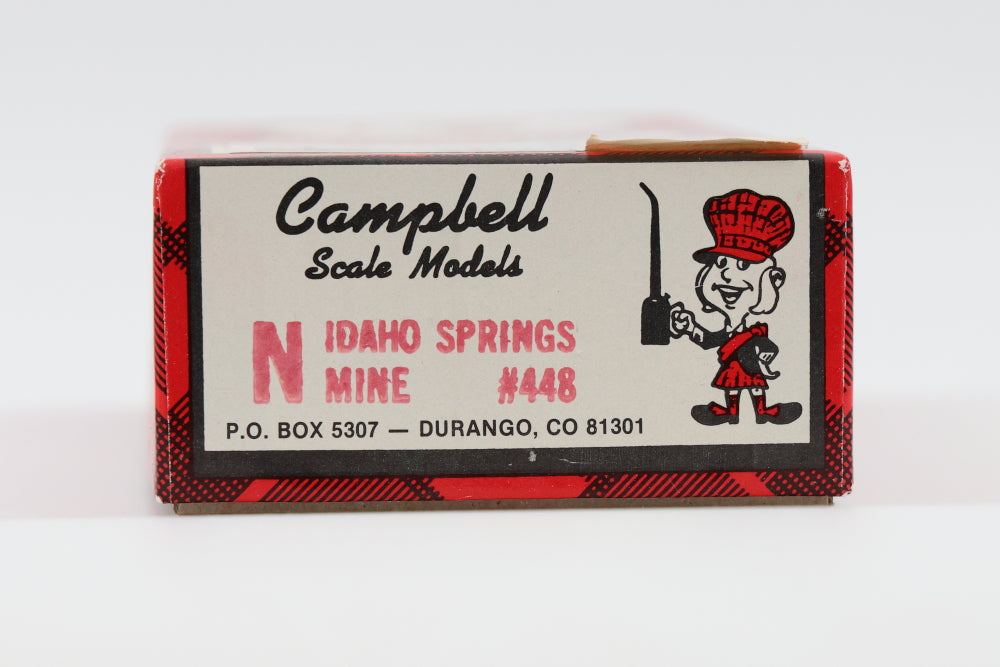 Campbell
Scale Models
N IDAHO SPRINGS
MINE #448
P.O. BOX 5307 — DURANGO, CO 81301